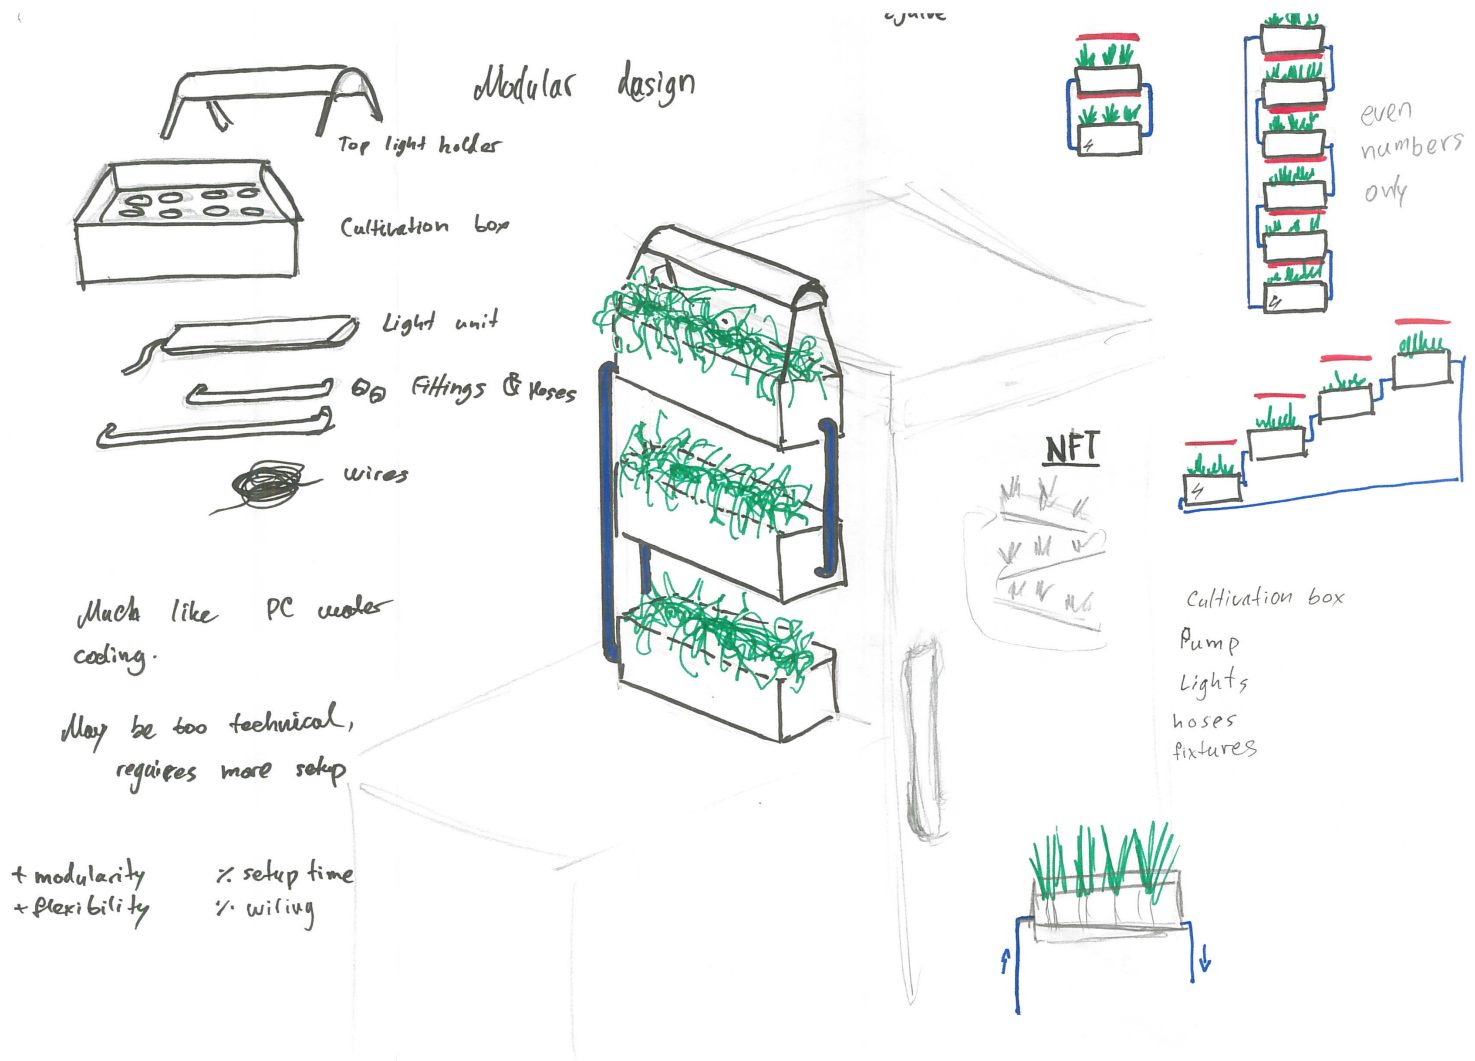 Modular design
Top light holder
Cultivation box
Light unit
Fittings & Hoses
wires
Much like PC water
cooling.
May be too technical,
requires more setup
+ modularity
+ flexibility
% setup time
% wiring
even
numbers
only
NFT
Cultivation box
Pump
Lights
hoses
fixtures